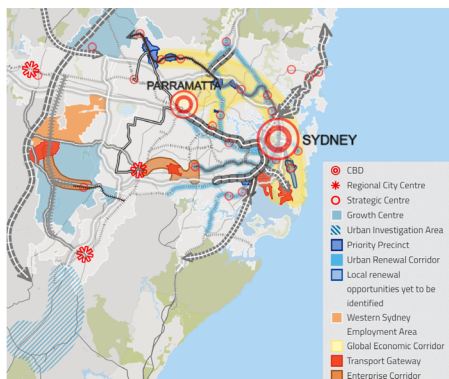 PARRAMATTA
SYDNEY
CBD
Regional City Centre
Strategic Centre
Growth Centre
Urban Investigation Area
Priority Precinct
Urban Renewal Corridor
Local renewal
opportunities yet to be
identified
Western Sydney
Employment Area
Global Economic Corridor
Transport Gateway
Enterprise Corridor